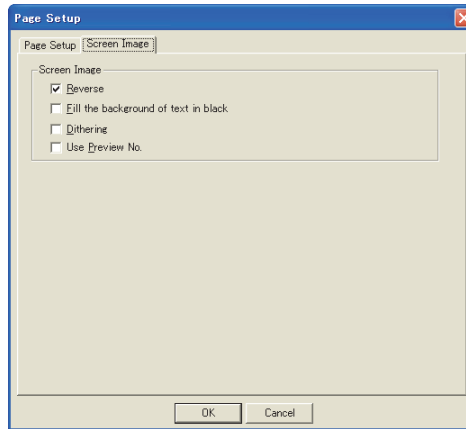 Page Setup
Page Setup Screen Image
Screen Image
Reverse
Fill the background of text in black
Dithering
Use Preview No.
OK Cancel